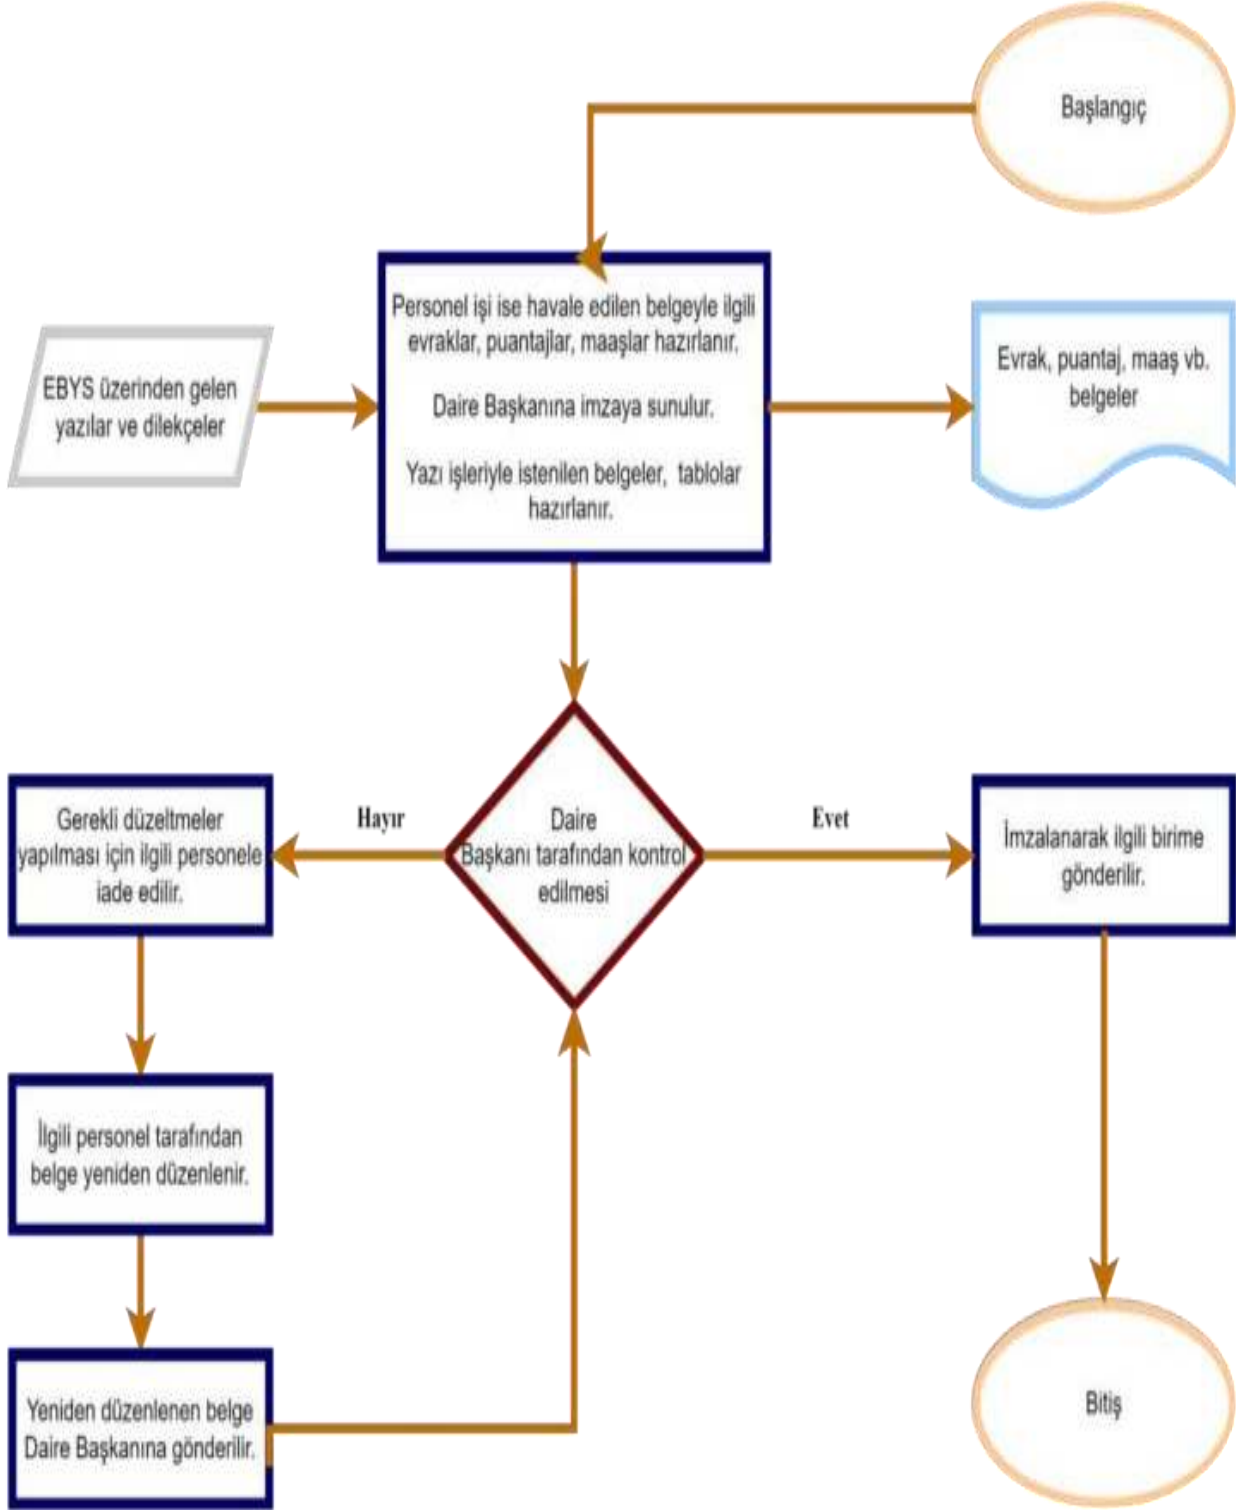 Başlangıç
Personel işi ise havale edilen belgeyle ilgili
evraklar, puantajlar, maaşlar hazırlanır.
Daire Başkanına imzaya sunulur.
Yazı işleriyle istenilen belgeler, tablolar
hazırlanır.
EBYS üzerinden gelen
yazılar ve dilekçeler
Evrak, puantaj, maaş vb.
belgeler
Daire
Başkanı tarafından kontrol
edilmesi
Hayır
Evet
Gerekli düzeltmeler
yapılması için ilgili personele
iade edilir.
İmzalanarak ilgili birime
gönderilir.
İlgili personel tarafından
belge yeniden düzenlenir.
Yeniden düzenlenen belge
Daire Başkanına gönderilir.
Bitiş